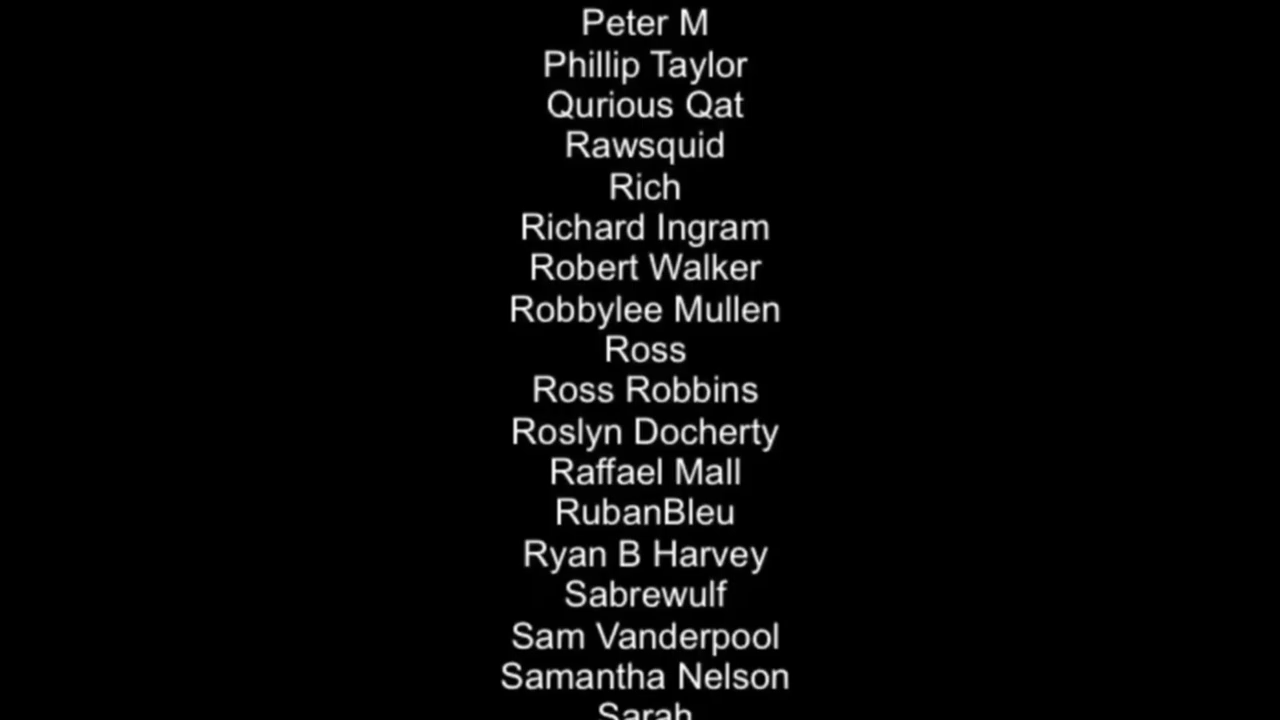 Peter M
Phillip Taylor
Qurious Qat
Rawsquid
Rich
Richard Ingram
Robert Walker
Robbylee Mullen
Ross
Ross Robbins
Roslyn Docherty
Raffael Mall
RubanBleu
Ryan B Harvey
Sabrewulf
Sam Vanderpool
Samantha Nelson
Sarah